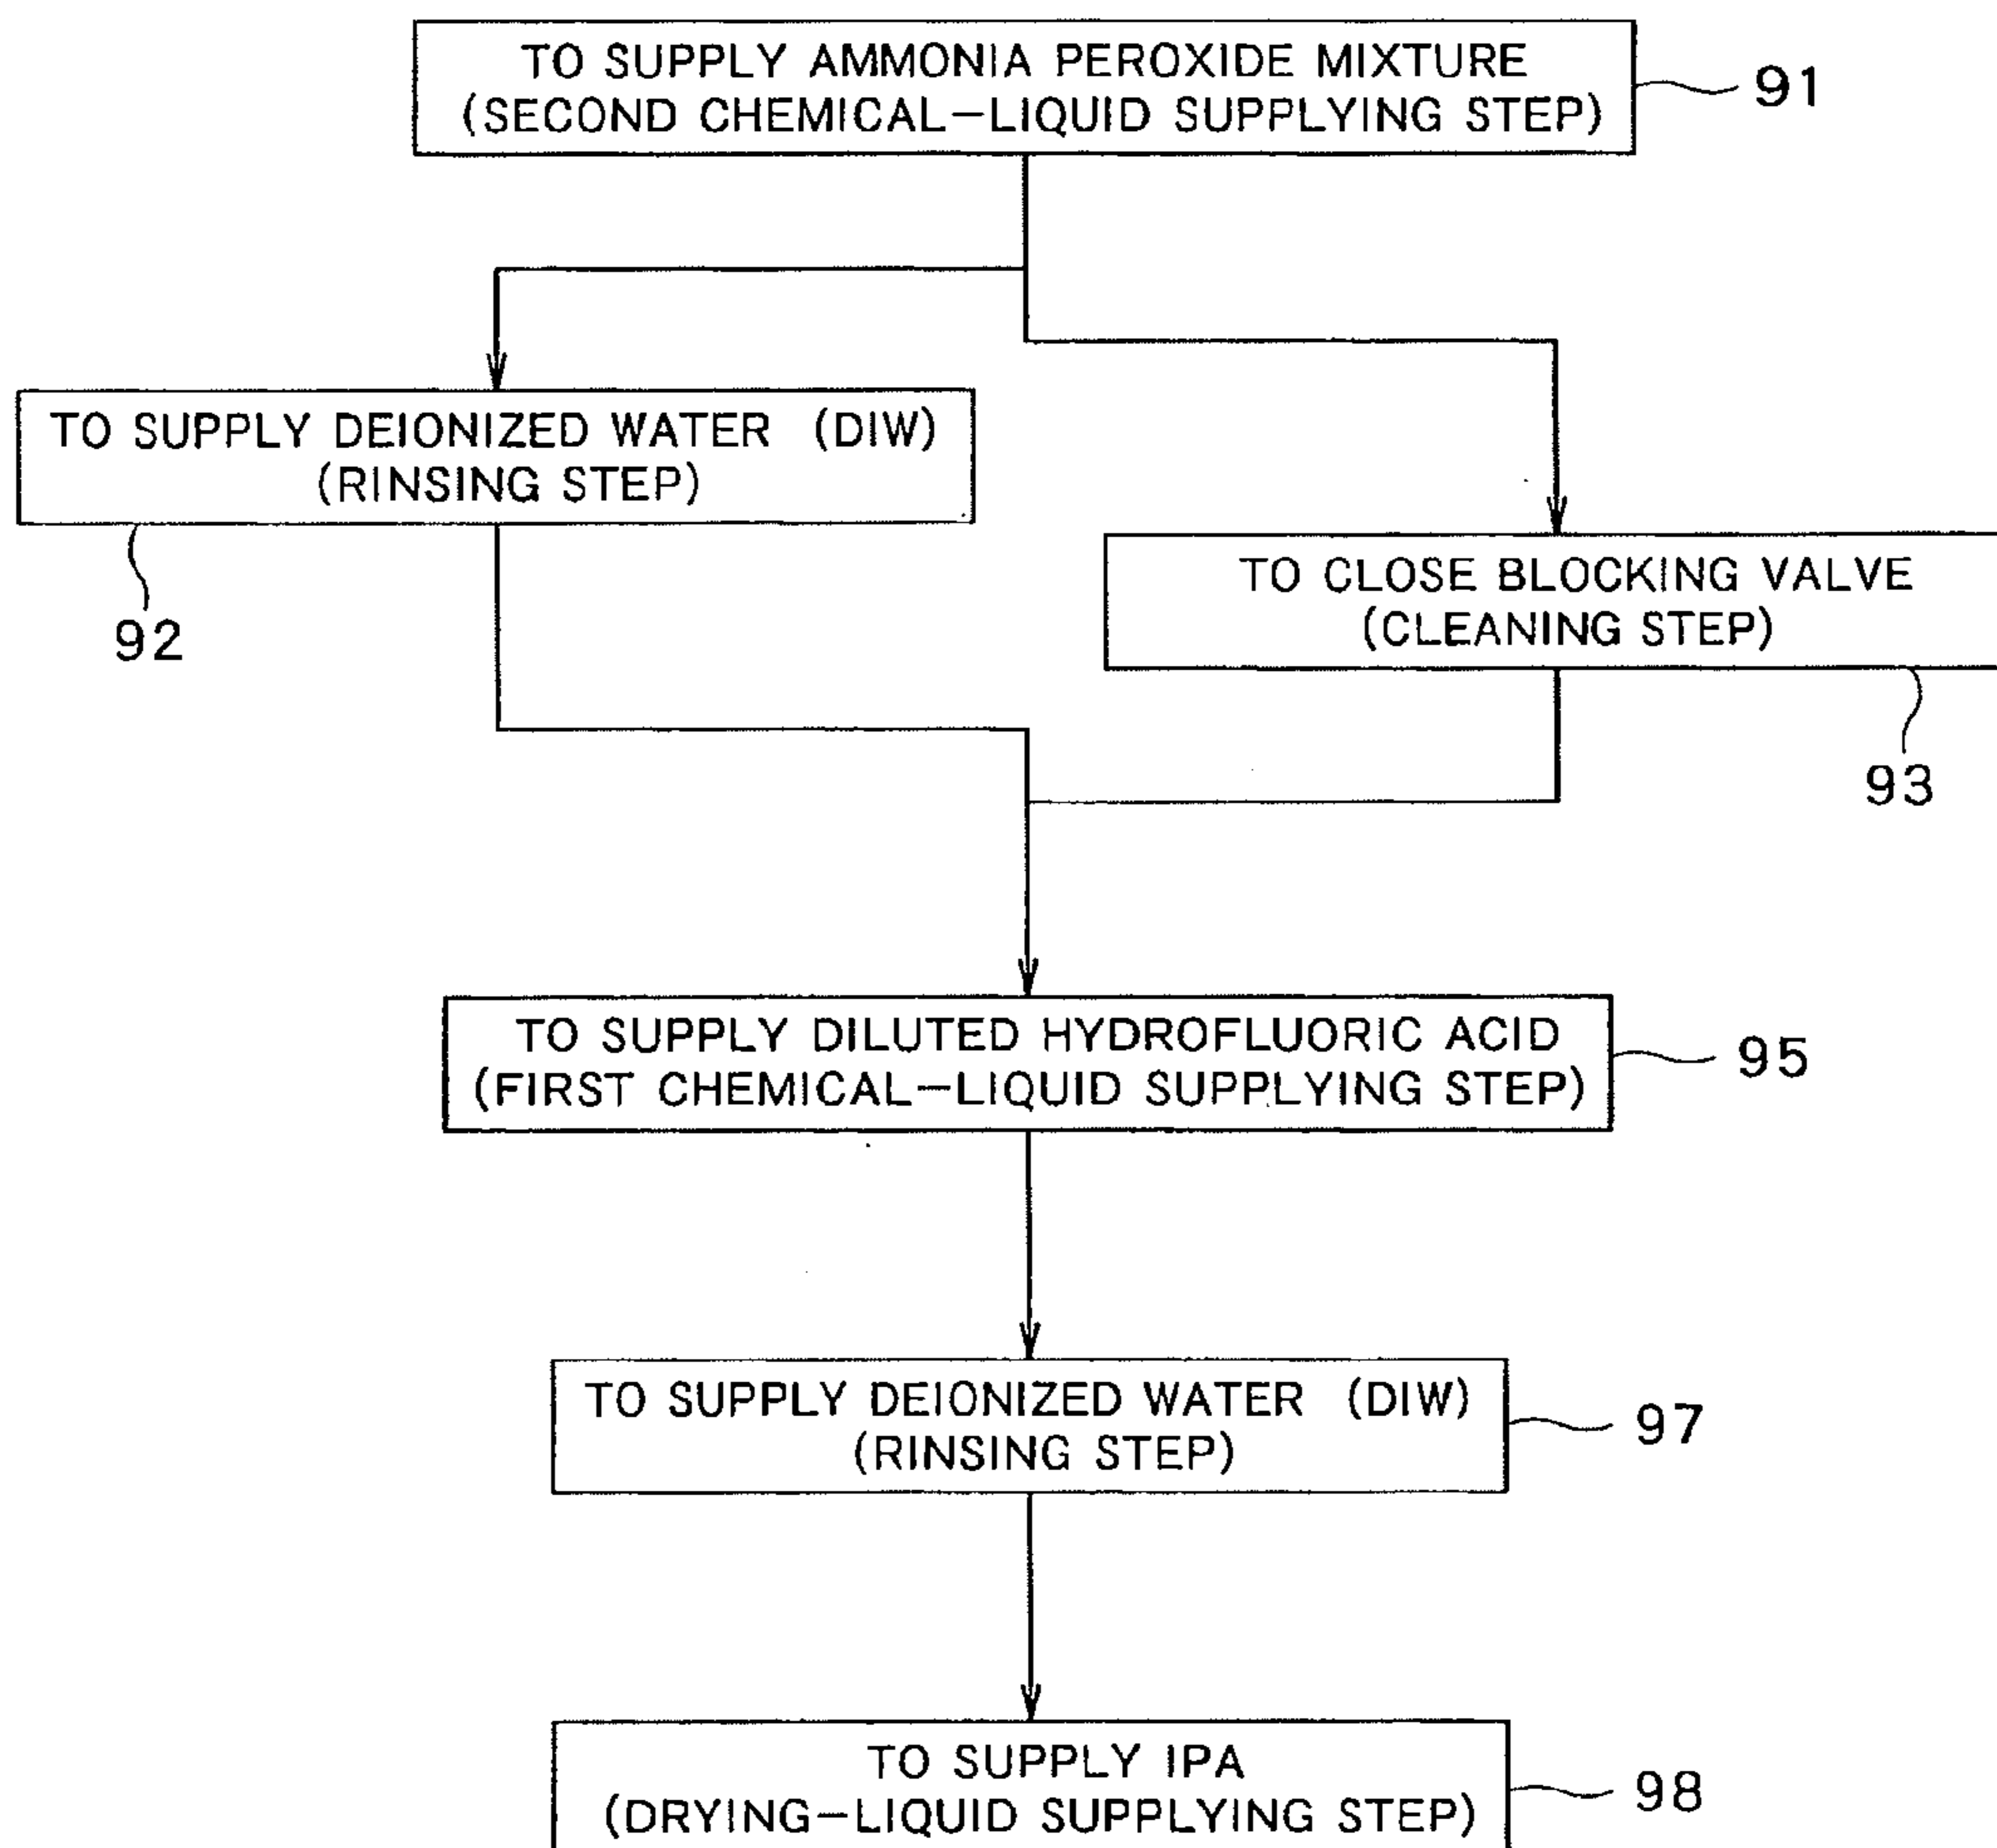 TO SUPPLY AMMONIA PEROXIDE MIXTURE
(SECOND CHEMICAL-LIQUID SUPPLYING STEP)
91
TO SUPPLY DEIONIZED WATER (DIW)
(RINSING STEP)
92
TO CLOSE BLOCKING VALVE
(CLEANING STEP)
93
TO SUPPLY DILUTED HYDROFLUORIC ACID
(FIRST CHEMICAL-LIQUID SUPPLYING STEP)
95
TO SUPPLY DEIONIZED WATER (DIW)
(RINSING STEP)
97
TO SUPPLY IPA
(DRYING-LIQUID SUPPLYING STEP)
98